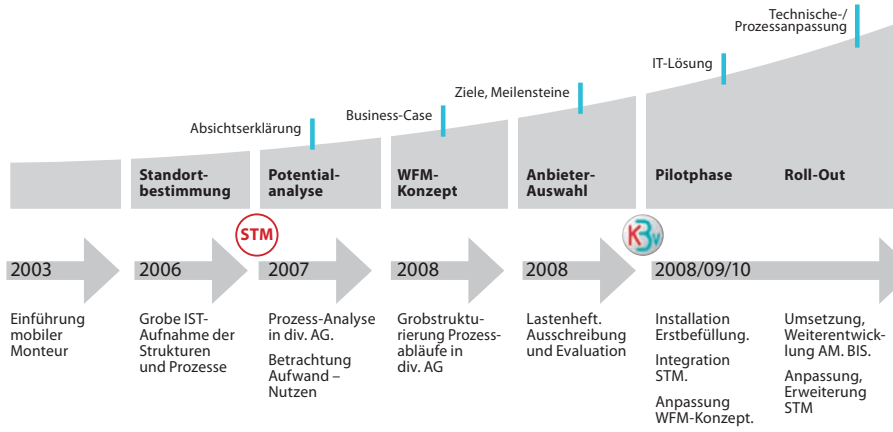 Technische-/
Prozessanpassung
IT-Lösung
Ziele, Meilensteine
Business-Case
Absichtserklärung
Standort-
bestimmung
Potential-
analyse
WFM-
Konzept
Anbieter-
Auswahl
Pilotphase
Roll-Out
STM
K3v
2003
2006
2007
2008
2008
2008/09/10
Einführung
mobiler
Monteur
Grobe IST-
Aufnahme der
Strukturen
und Prozesse
Prozess-Analyse
in div. AG.
Betrachtung
Aufwand –
Nutzen
Grobstruktu-
rierung Prozess-
abläufe in
div. AG
Lastenheft.
Ausschreibung
und Evaluation
Installation
Erstbefüllung.
Integration
STM.
Anpassung
WFM-Konzept.
Umsetzung,
Weiterentwick-
lung AM. BIS.
Anpassung,
Erweiterung
STM